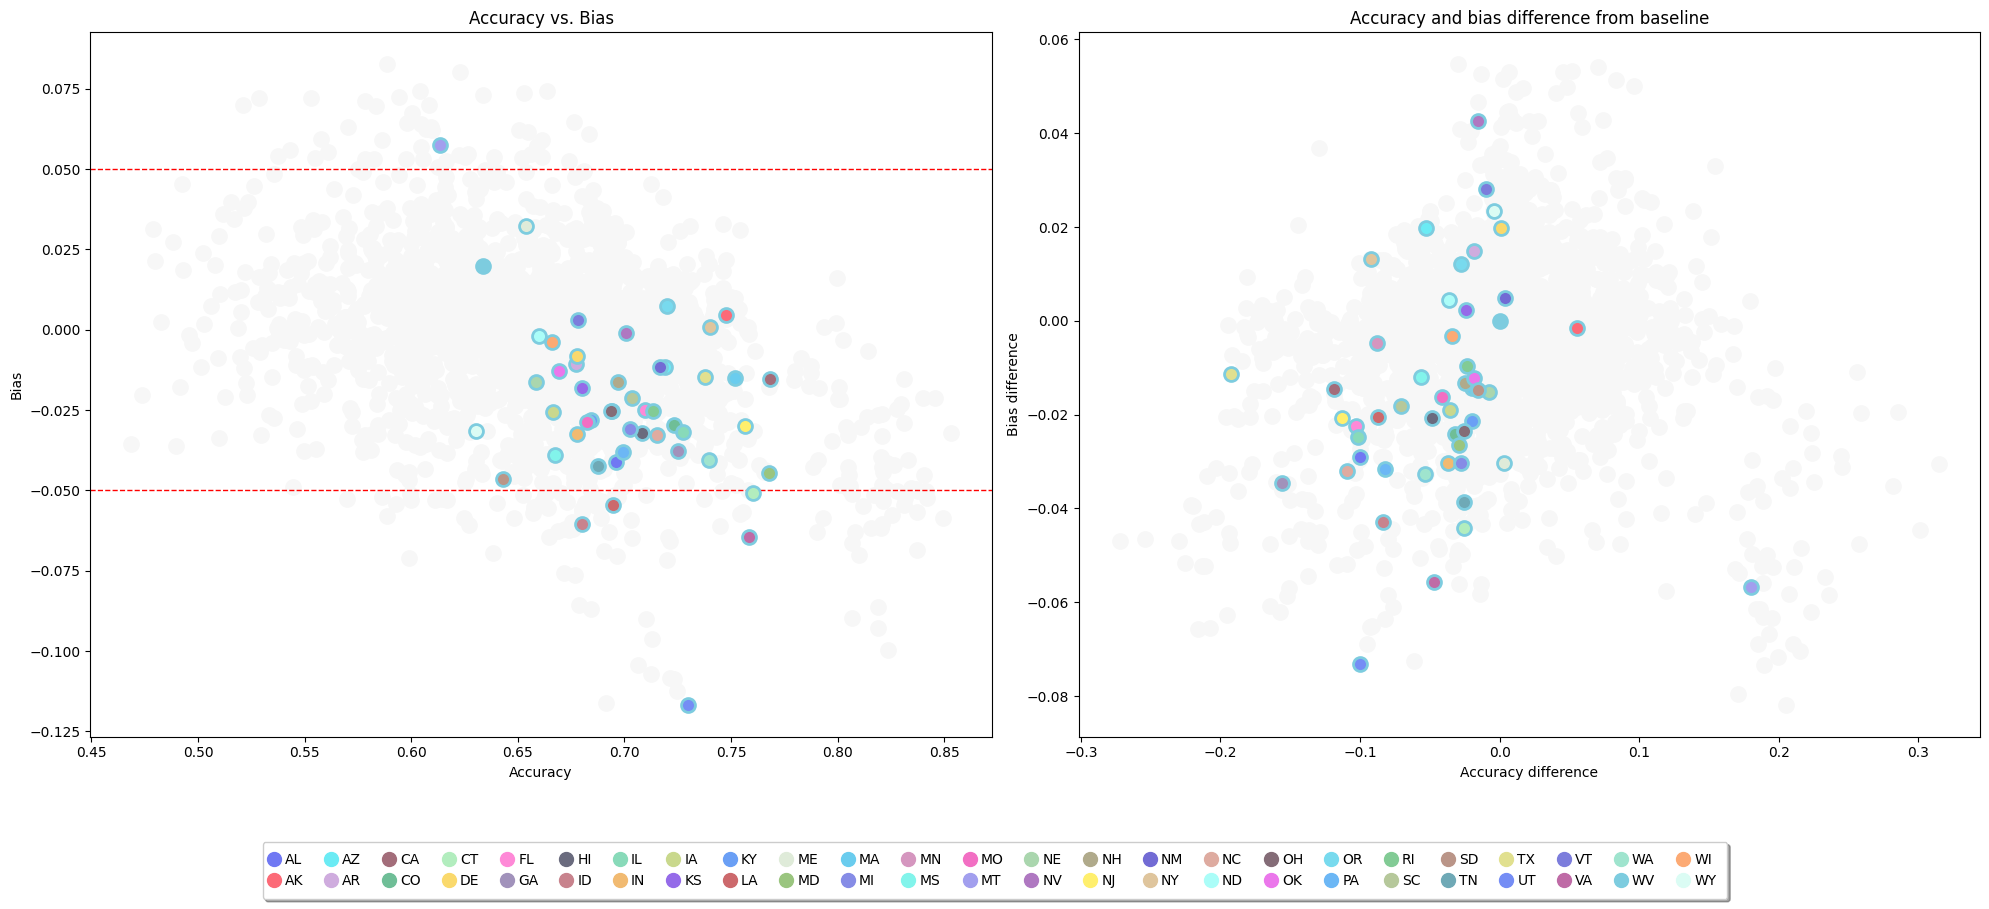 Accuracy vs. Bias
Accuracy and bias difference from baseline
Bias
0.075
0.050
0.025
0.000
−0.025
−0.050
−0.075
−0.100
−0.125
0.45 0.50 0.55 0.60 0.65 0.70 0.75 0.80 0.85
Accuracy
Bias difference
0.06
0.04
0.02
0.00
−0.02
−0.04
−0.06
−0.08
−0.3 −0.2 −0.1 0.0 0.1 0.2 0.3
Accuracy difference
AL AZ CA CT FL HI IL IA KY ME MA MN MO NE NH NM NC OH OR RI SD TX VT WA WI
AK AR CO DE GA ID IN KS LA MD MI MS MT NV NJ NY ND OK PA SC TN UT VA WV WY